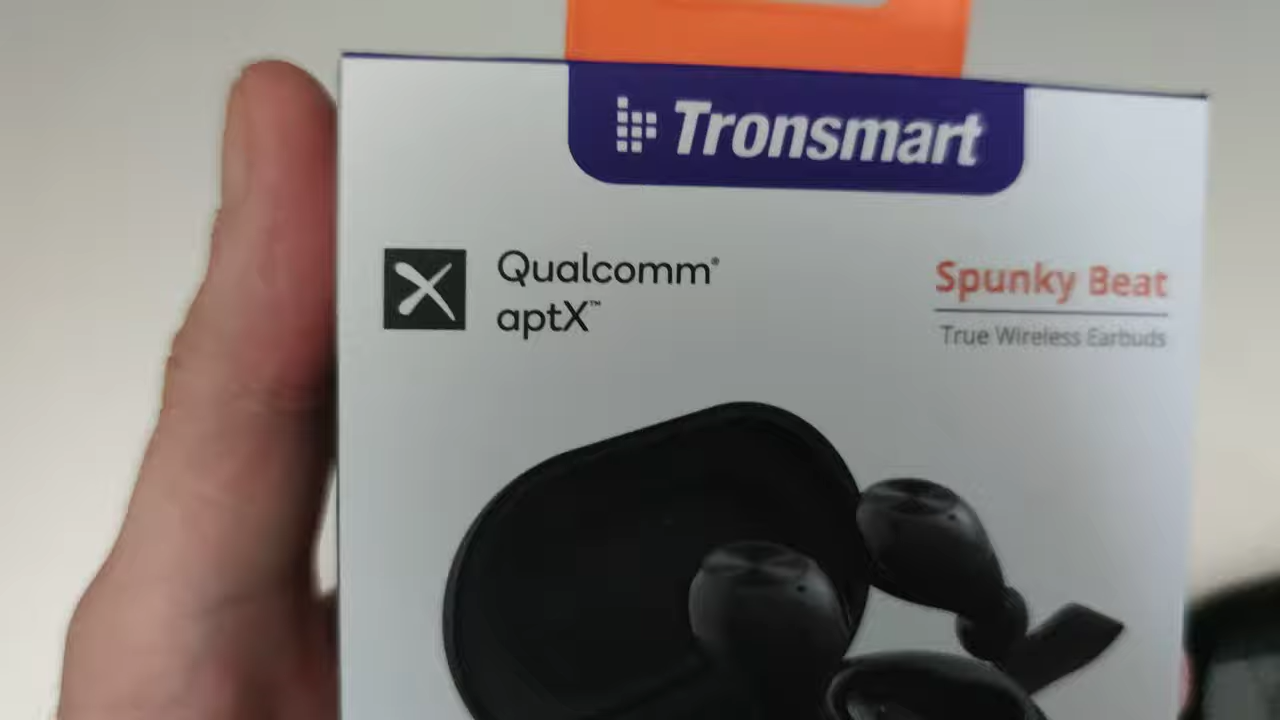 Tronsmart
Qualcomm®
aptX™
Spunky Beat
True Wireless Earbuds